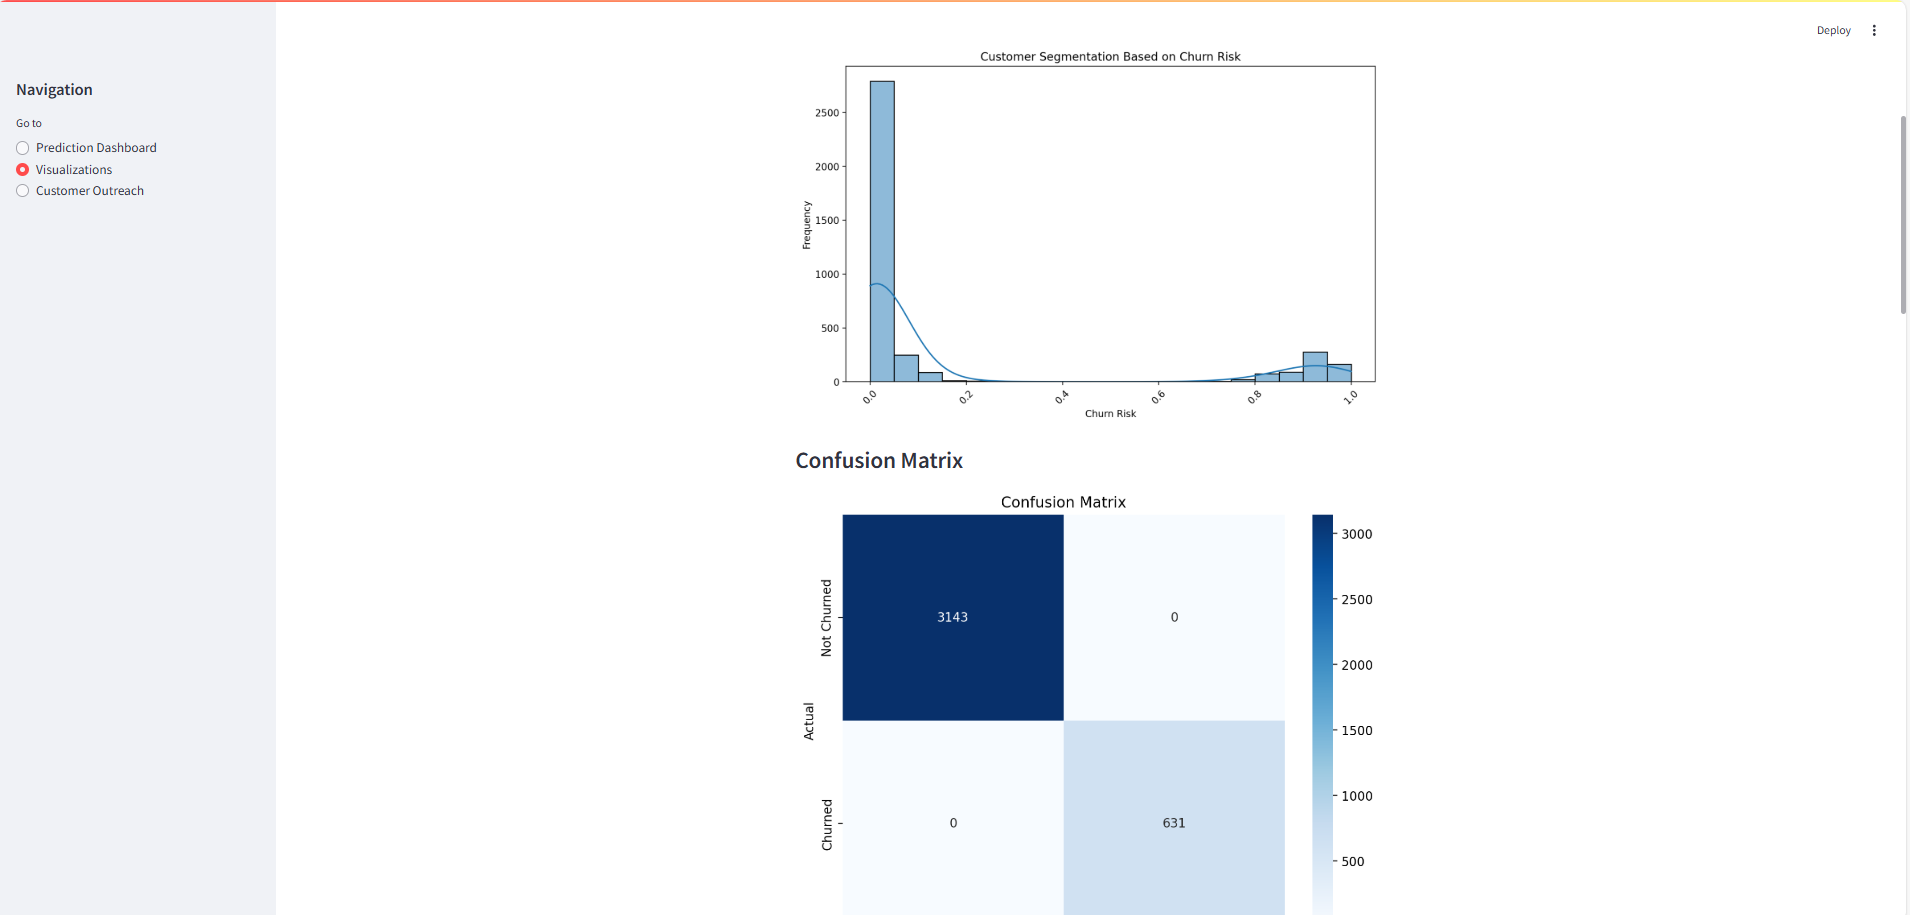 Deploy
Navigation
Go to
Prediction Dashboard
Visualizations
Customer Outreach
Customer Segmentation Based on Churn Risk
Frequency
2500
2000
1500
1000
500
0
0.0
0.2
0.4
0.6
0.8
1.0
Churn Risk
Confusion Matrix
Confusion Matrix
Actual
Not Churned
Churned
3143
0
0
631
3000
2500
2000
1500
1000
500